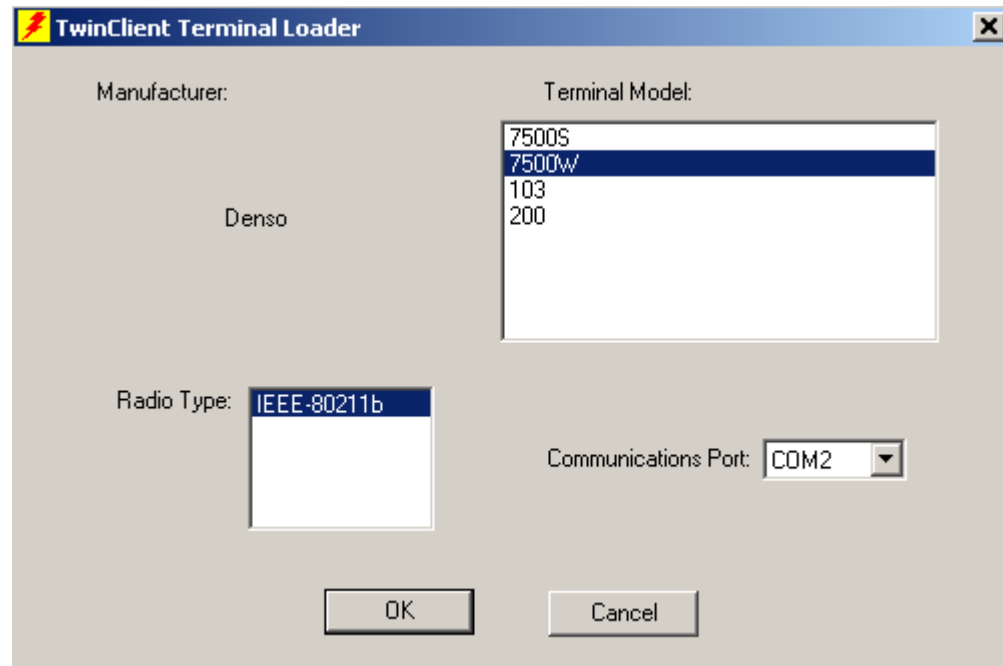 TwinClient Terminal Loader
Manufacturer:
Terminal Model:
7500S
7500W
103
200
Denso
Radio Type:
IEEE-80211b
Communications Port:
COM2
OK
Cancel